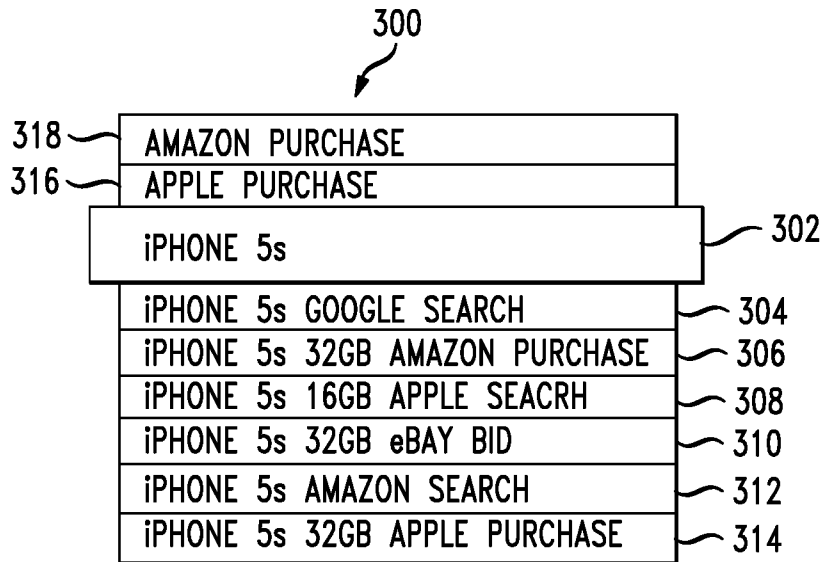 300
318 AMAZON PURCHASE
316 APPLE PURCHASE
iPHONE 5s 302
iPHONE 5s GOOGLE SEARCH 304
iPHONE 5s 32GB AMAZON PURCHASE 306
iPHONE 5s 16GB APPLE SEACRH 308
iPHONE 5s 32GB eBAY BID 310
iPHONE 5s AMAZON SEARCH 312
iPHONE 5s 32GB APPLE PURCHASE 314